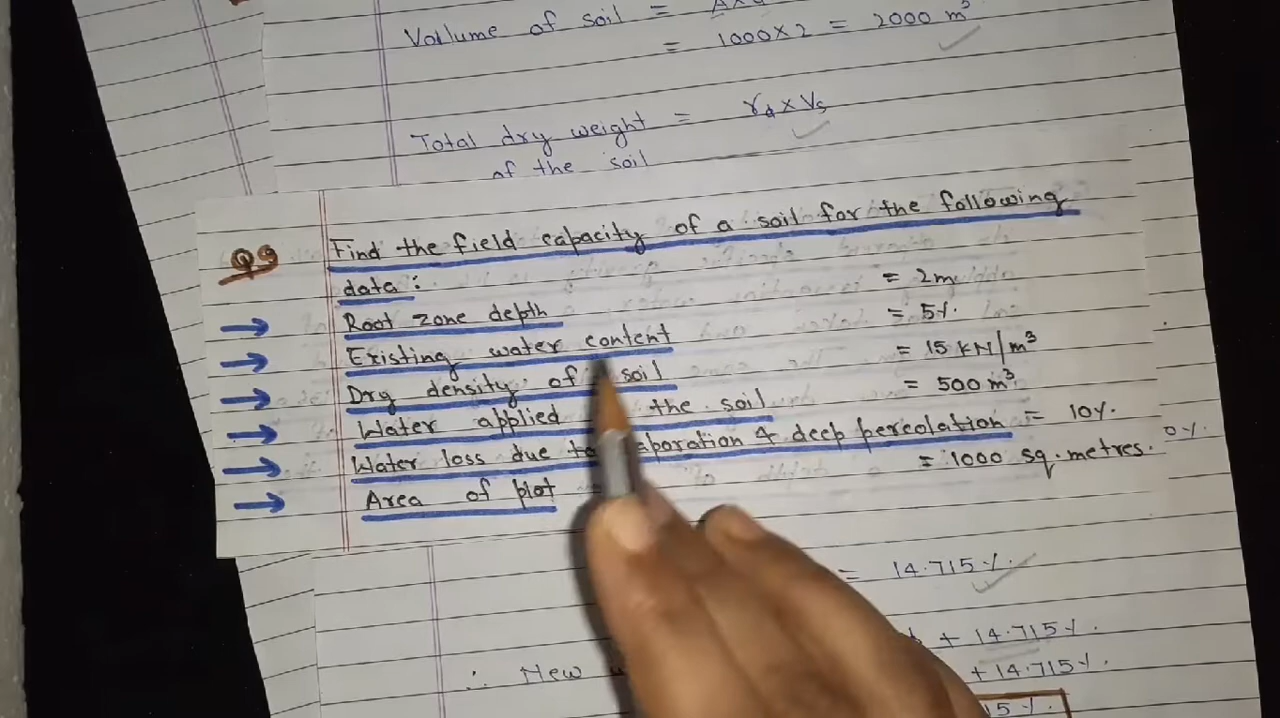 Vollume of soil =
= 1000×2 = 2000 m³
Total dry weight = γd × Vs
of the soil
Q9 Find the field capacity of a soil for the following
data :
→ Root zone depth = 2m
→ Existing water content = 5%.
→ Dry density of soil = 15 KN/m³
→ Water applied the soil = 500 m³
→ Water loss due to & deep percolation = 10%.
→ Area of plot = 1000 sq. metres.
0%.
= 14.715%.
+ 14.715%.
∴ New + 14.715%.
15%.